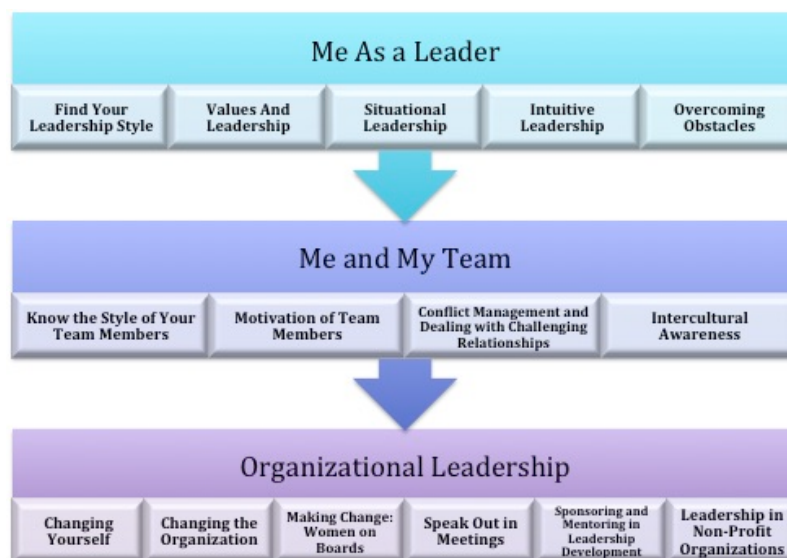 Me As a Leader
Find Your
Leadership Style
Values And
Leadership
Situational
Leadership
Intuitive
Leadership
Overcoming
Obstacles
Me and My Team
Know the Style of Your
Team Members
Motivation of Team
Members
Conflict Management and
Dealing with Challenging
Relationships
Intercultural
Awareness
Organizational Leadership
Changing
Yourself
Changing the
Organization
Making Change:
Women on
Boards
Speak Out in
Meetings
Sponsoring and
Mentoring in
Leadership
Development
Leadership in
Non-Profit
Organizations